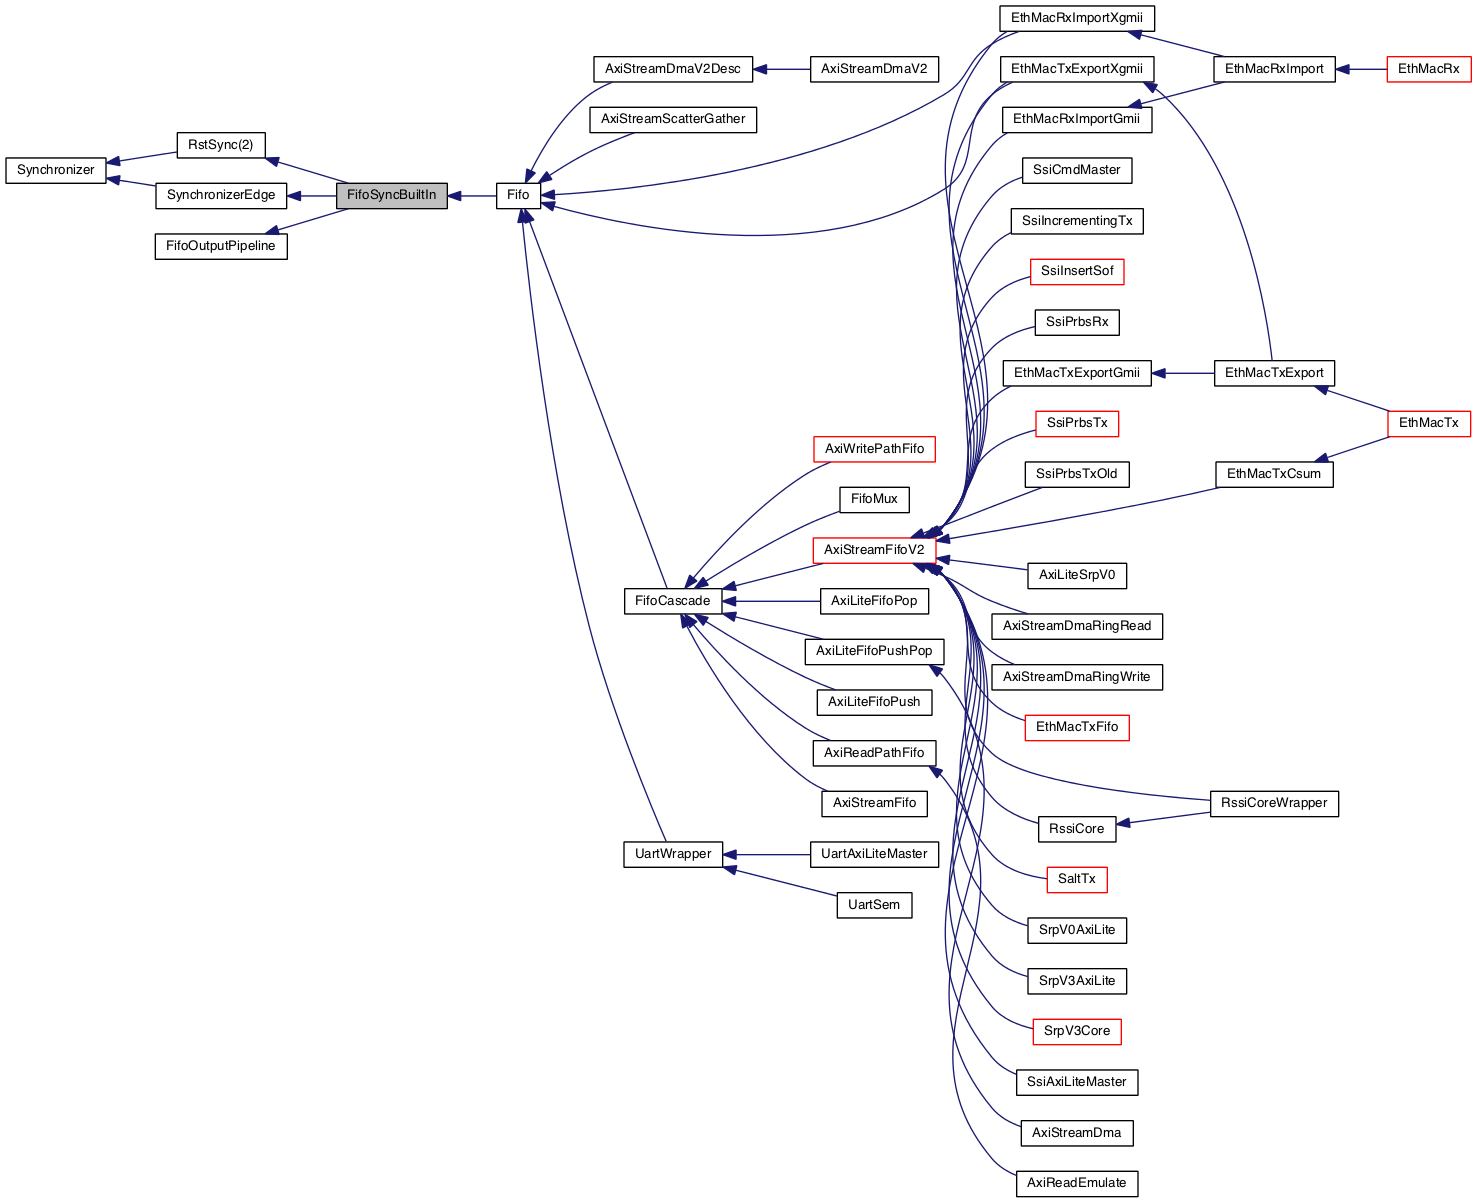 EthMacRxImportXgmii
AxiStreamDmaV2Desc
AxiStreamDmaV2
EthMacTxExportXgmii
EthMacRxImport
EthMacRx
AxiStreamScatterGather
EthMacRxImportGmii
RstSync(2)
Synchronizer
SsiCmdMaster
SynchronizerEdge
FifoSyncBuiltIn
Fifo
SsiIncrementingTx
FifoOutputPipeline
SsiInsertSof
SsiPrbsRx
EthMacTxExportGmii
EthMacTxExport
SsiPrbsTx
EthMacTx
AxiWritePathFifo
SsiPrbsTxOld
EthMacTxCsum
FifoMux
AxiStreamFifoV2
AxiLiteSrpV0
FifoCascade
AxiLiteFifoPop
AxiStreamDmaRingRead
AxiLiteFifoPushPop
AxiStreamDmaRingWrite
AxiLiteFifoPush
EthMacTxFifo
AxiReadPathFifo
AxiStreamFifo
RssiCoreWrapper
RssiCore
UartWrapper
UartAxiLiteMaster
SaltTx
UartSem
SrpV0AxiLite
SrpV3AxiLite
SrpV3Core
SsiAxiLiteMaster
AxiStreamDma
AxiReadEmulate